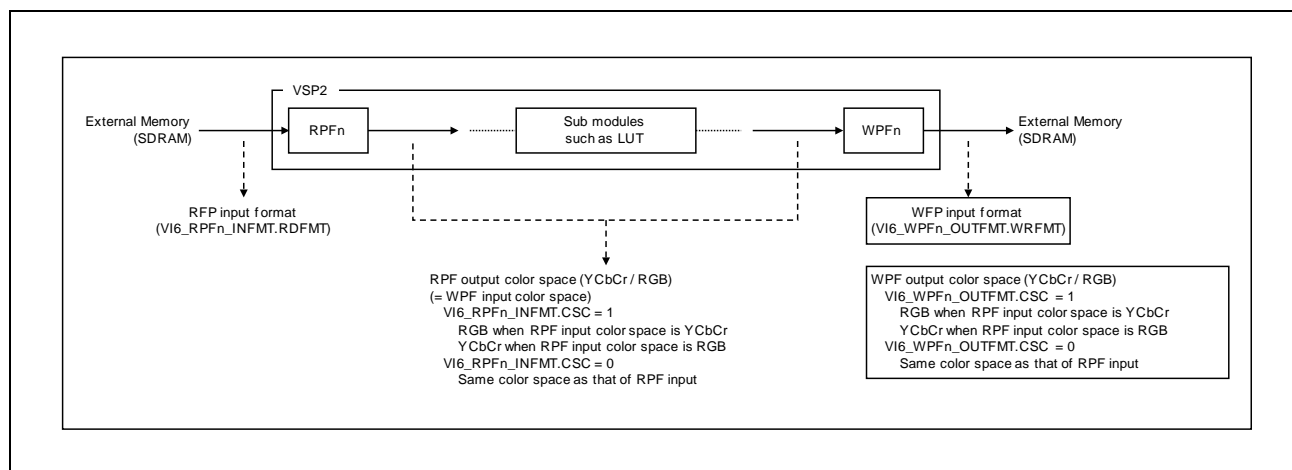 VSP2
External Memory
(SDRAM)
RPFn
Sub modules
such as LUT
WPFn
External Memory
(SDRAM)
RFP input format
(VI6_RPFn_INFMT.RDFMT)
WFP input format
(VI6_WPFn_OUTFMT.WRFMT)
RPF output color space (YCbCr / RGB)
(= WPF input color space)
VI6_RPFn_INFMT.CSC = 1
RGB when RPF input color space is YCbCr
YCbCr when RPF input color space is RGB
VI6_RPFn_INFMT.CSC = 0
Same color space as that of RPF input
WPF output color space (YCbCr / RGB)
VI6_WPFn_OUTFMT.CSC = 1
RGB when RPF input color space is YCbCr
YCbCr when RPF input color space is RGB
VI6_WPFn_OUTFMT.CSC = 0
Same color space as that of RPF input